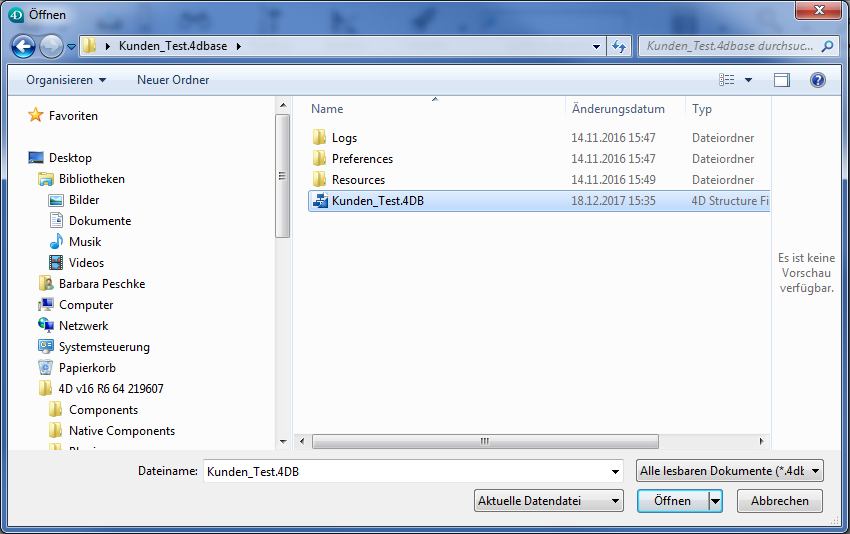 Öffnen
Kunden_Test.4dbase
Kunden_Test.4dbase durchsuc...
Organisieren
Neuer Ordner
Favoriten
Desktop
Bibliotheken
Bilder
Dokumente
Musik
Videos
Barbara Peschke
Computer
Netzwerk
Systemsteuerung
Papierkorb
4D v16 R6 64 219607
Components
Native Components
Name Änderungsdatum Typ
Logs 14.11.2016 15:47 Dateiordner
Preferences 14.11.2016 15:47 Dateiordner
Resources 14.11.2016 15:49 Dateiordner
Kunden_Test.4DB 18.12.2017 15:35 4D Structure Fi
Es ist keine
Vorschau
verfügbar.
Dateiname: Kunden_Test.4DB
Alle lesbaren Dokumente (*.4db
Aktuelle Datendatei
Öffnen
Abbrechen